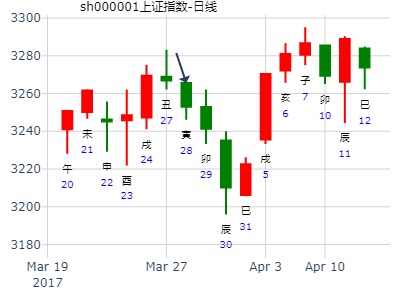 sh000001上证指数-日线
3300
3280
3260
3240
3220
3200
3180
午
20
未
21
申
22
酉
23
戌
24
丑
27
寅
28
卯
29
辰
30
巳
31
戌
5
亥
6
子
7
卯
10
辰
11
巳
12
Mar 19
2017
Mar 27
Apr 3
Apr 10